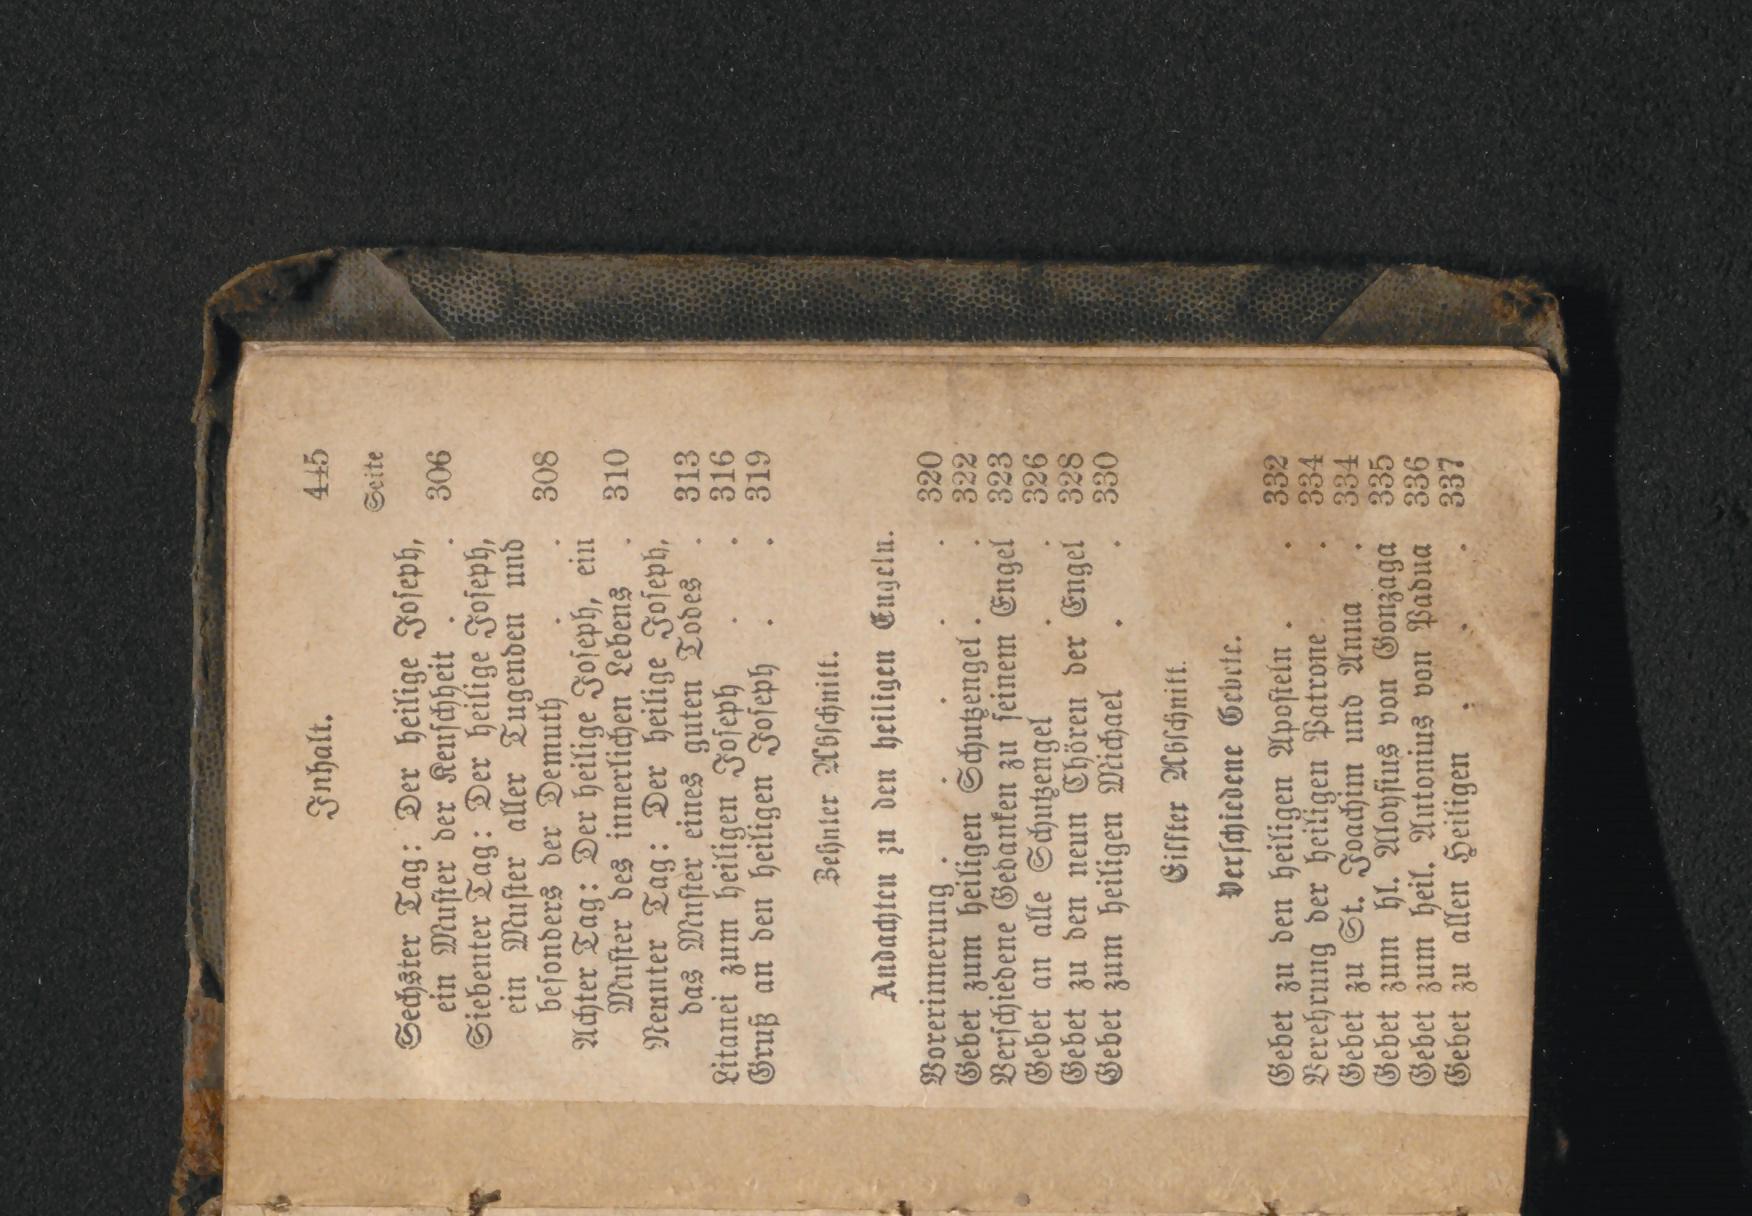 Inhalt. 445
Seite
Sechster Tag: Der heilige Joseph,
ein Muster der Keuschheit . . 306
Siebenter Tag: Der heilige Joseph,
ein Muster aller Tugenden und
besonders der Demuth . . 308
Achter Tag: Der heilige Joseph, ein
Muster des innerlichen Lebens . 310
Neunter Tag: Der heilige Joseph,
das Muster eines guten Todes . 313
Litanei zum heiligen Joseph . . 316
Gruß an den heiligen Joseph . . 319
Zehnter Abschnitt.
Andachten zu den heiligen Engeln.
Vorerinnerung . . . . . 320
Gebet zum heiligen Schutzengel . . 322
Verschiedene Gedanken zu seinem Engel 323
Gebet an alle Schutzengel . . 326
Gebet zu den neun Chören der Engel 328
Gebet zum heiligen Michael . . 330
Eilfter Abschnitt.
Verschiedene Gebete.
Gebet zu den heiligen Aposteln . . 332
Verehrung der heiligen Patrone . . 334
Gebet zu St. Joachim und Anna . 334
Gebet zum hl. Aloysius von Gonzaga 335
Gebet zum heil. Antonius von Padua 336
Gebet zu allen Heiligen . . . 337